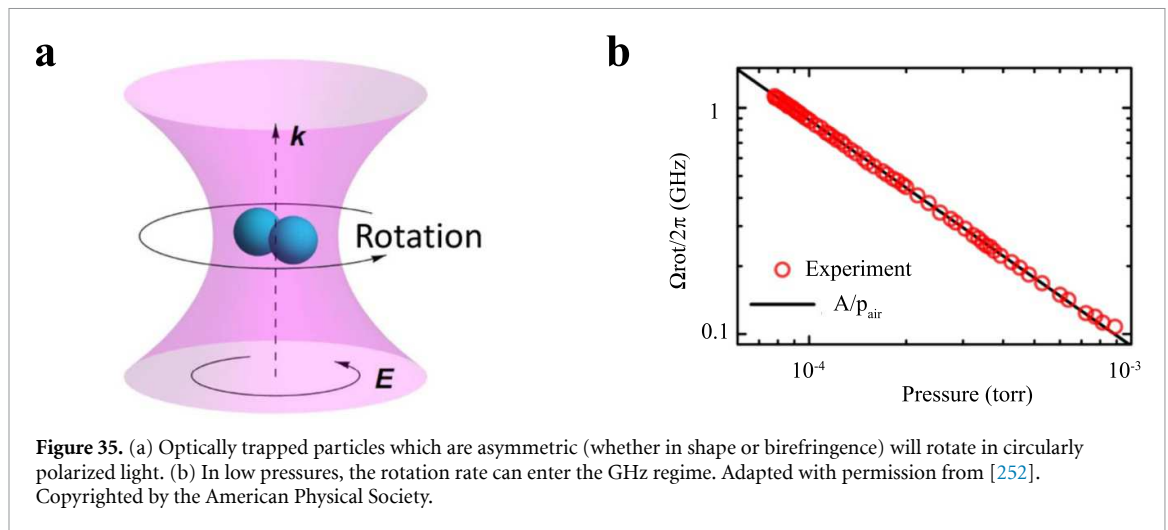 a
k
Rotation
E
b
Ωrot/2π (GHz)
1
0.1
Experiment
A/pair
10-4
10-3
Pressure (torr)
Figure 35. (a) Optically trapped particles which are asymmetric (whether in shape or birefringence) will rotate in circularly
polarized light. (b) In low pressures, the rotation rate can enter the GHz regime. Adapted with permission from [252].
Copyrighted by the American Physical Society.